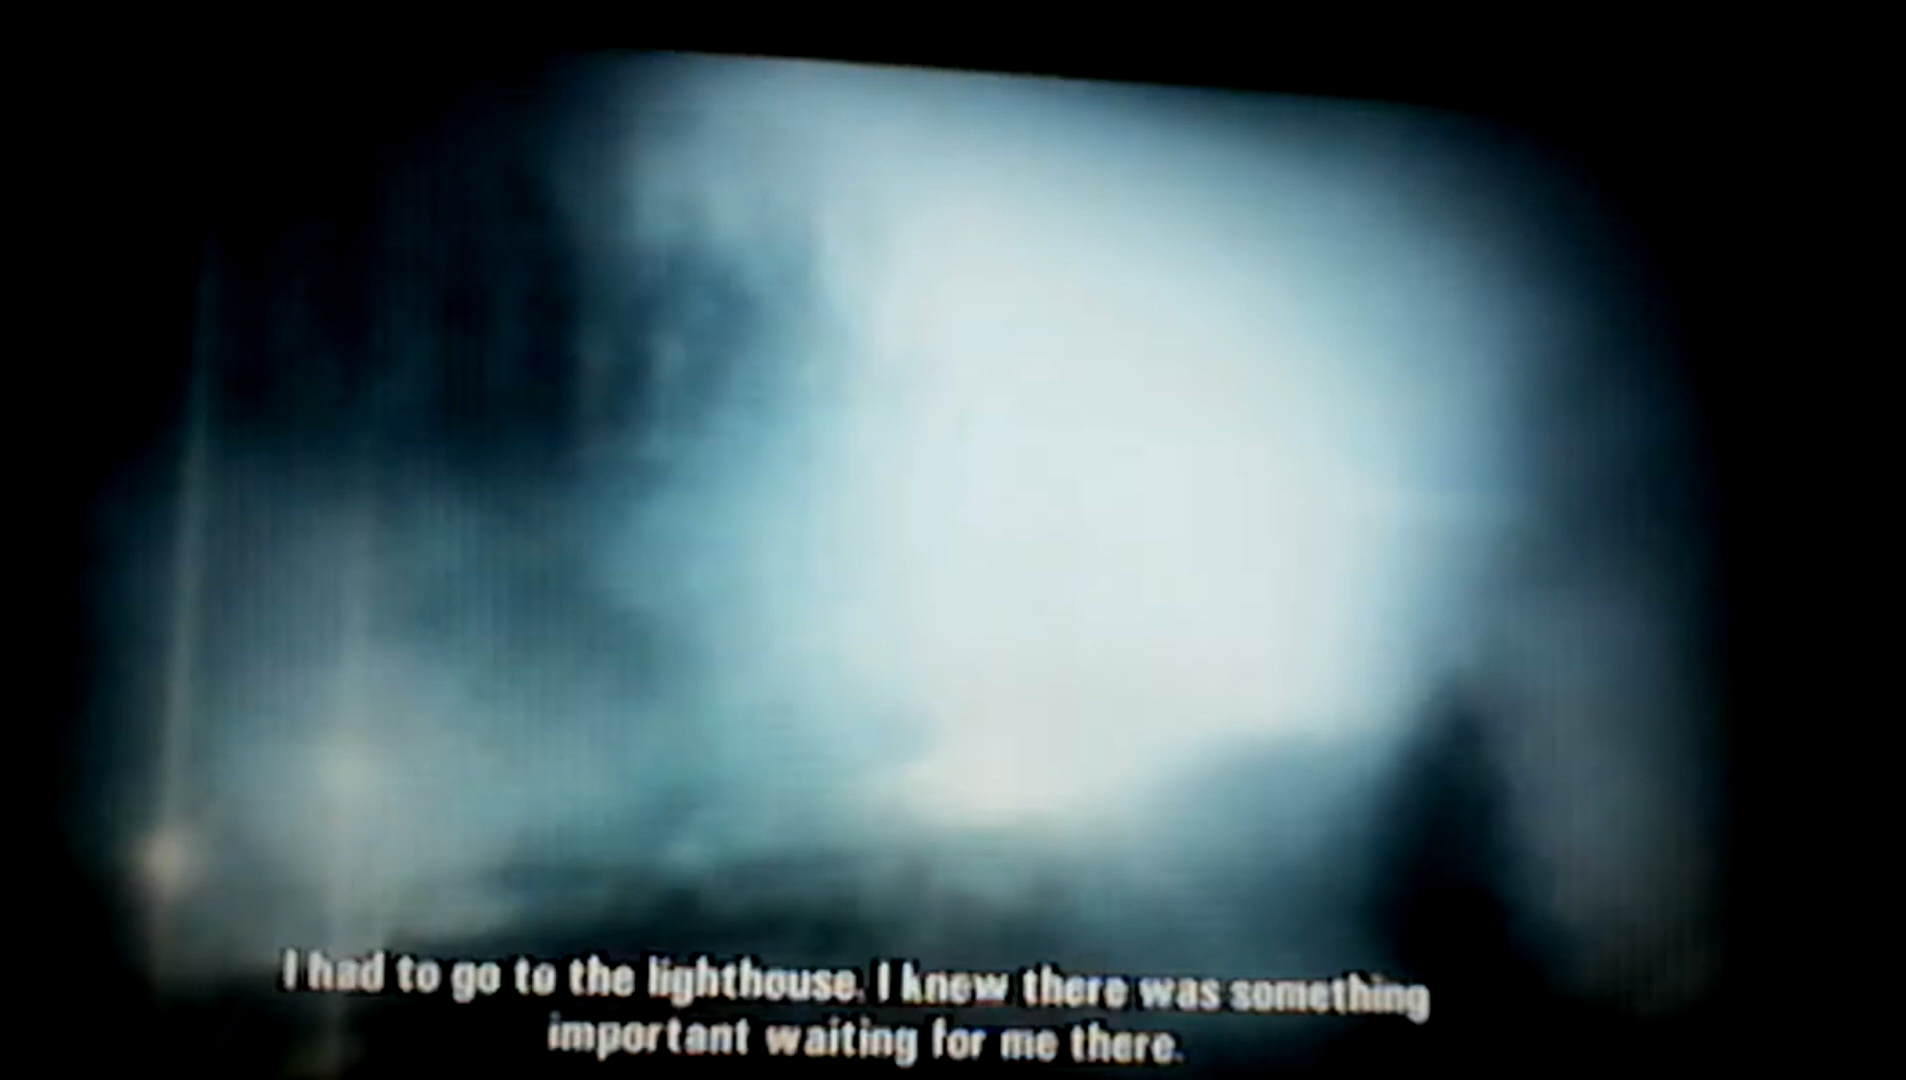 I had to go to the lighthouse. I knew there was something
important waiting for me there.